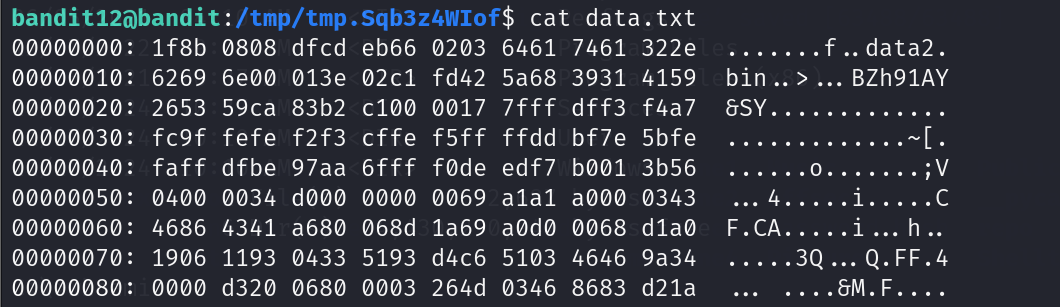 bandit12@bandit:/tmp/tmp.Sqb3z4WIof$ cat data.txt
00000000: 1f8b 0808 dfcd eb66 0203 6461 7461 322e  .......f..data2.
00000010: 6269 6e00 013e 02c1 fd42 5a68 3931 4159  bin..>...BZh91AY
00000020: 2653 59ca 83b2 c100 0017 7fff dff3 f4a7  &SY.............
00000030: fc9f fefe f2f3 cffe f5ff ffdd bf7e 5bfe  .............~[.
00000040: faff dfbe 97aa 6fff f0de edf7 b001 3b56  ......o.......;V
00000050: 0400 0034 d000 0000 0069 a1a1 a000 0343  ...4.....i.....C
00000060: 4686 4341 a680 068d 1a69 a0d0 0068 d1a0  F.CA.....i...h..
00000070: 1906 1193 0433 5193 d4c6 5103 4646 9a34  .....3Q...Q.FF.4
00000080: 0000 d320 0680 0003 264d 0346 8683 d21a  ... ....&M.F....